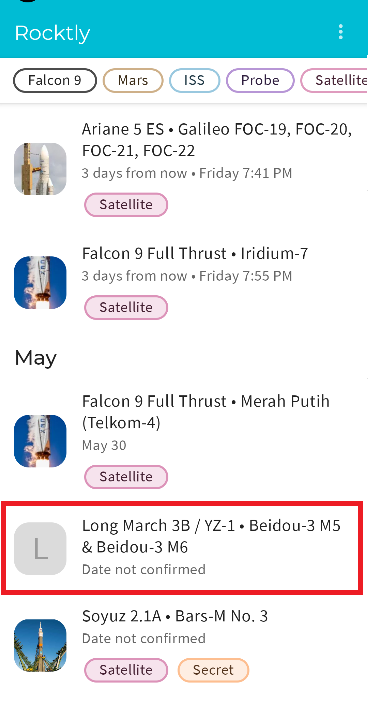 Rocktly
Falcon 9
Mars
ISS
Probe
Satellite
Ariane 5 ES • Galileo FOC-19, FOC-20,
FOC-21, FOC-22
3 days from now • Friday 7:41 PM
Satellite
Falcon 9 Full Thrust • Iridium-7
3 days from now • Friday 7:55 PM
Satellite
May
Falcon 9 Full Thrust • Merah Putih
(Telkom-4)
May 30
Satellite
L
Long March 3B / YZ-1 • Beidou-3 M5
& Beidou-3 M6
Date not confirmed
Soyuz 2.1A • Bars-M No. 3
Date not confirmed
Satellite
Secret